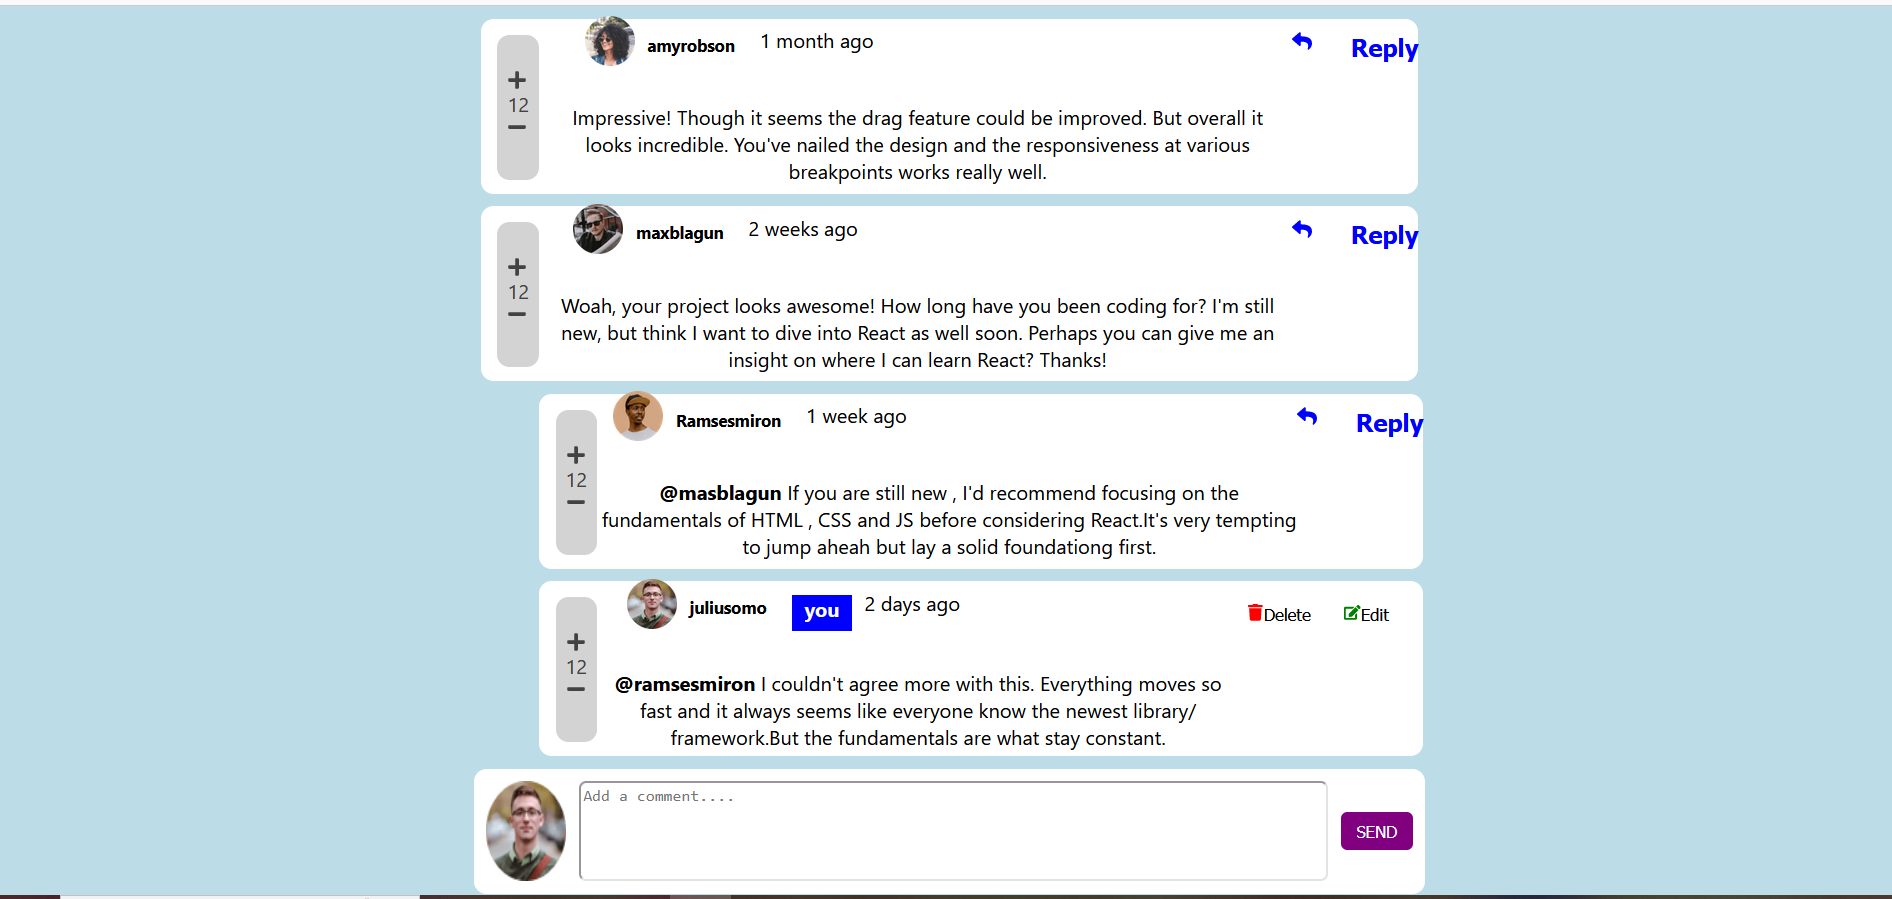 amyrobson 1 month ago Reply
+
12
Impressive! Though it seems the drag feature could be improved. But overall it
looks incredible. You've nailed the design and the responsiveness at various
breakpoints works really well.
maxblagun 2 weeks ago Reply
+
12
Woah, your project looks awesome! How long have you been coding for? I'm still
new, but think I want to dive into React as well soon. Perhaps you can give me an
insight on where I can learn React? Thanks!
Ramsesmiron 1 week ago Reply
+
12
@masblagun If you are still new , I'd recommend focusing on the
fundamentals of HTML , CSS and JS before considering React.It's very tempting
to jump aheah but lay a solid foundationg first.
juliusomo you 2 days ago Delete Edit
+
12
@ramsesmiron I couldn't agree more with this. Everything moves so
fast and it always seems like everyone know the newest library/
framework.But the fundamentals are what stay constant.
Add a comment....
SEND